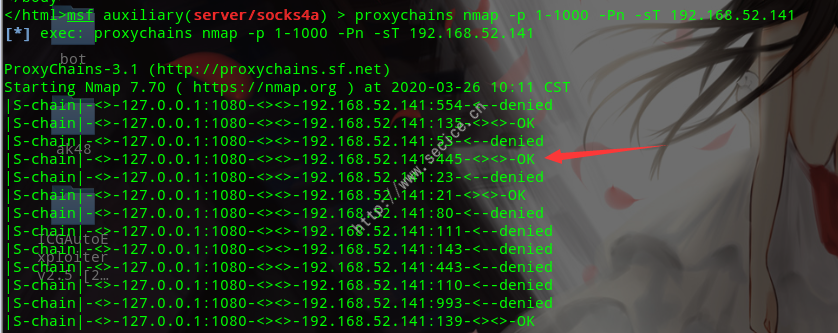 </html>msf auxiliary(server/socks4a) > proxychains nmap -p 1-1000 -Pn -sT 192.168.52.141
[*] exec: proxychains nmap -p 1-1000 -Pn -sT 192.168.52.141
bot
ProxyChains-3.1 (http://proxychains.sf.net)
Starting Nmap 7.70 ( https://nmap.org ) at 2020-03-26 10:11 CST
|S-chain|-<>-127.0.0.1:1080-<><>-192.168.52.141:554-<--denied
|S-chain|-<>-127.0.0.1:1080-<><>-192.168.52.141:135-<><>-OK
|S-chain|-<>-127.0.0.1:1080-<><>-192.168.52.141:53-<--denied
ak48
|S-chain|-<>-127.0.0.1:1080-<><>-192.168.52.141:445-<><>-OK
|S-chain|-<>-127.0.0.1:1080-<><>-192.168.52.141:23-<--denied
|S-chain|-<>-127.0.0.1:1080-<><>-192.168.52.141:21-<><>-OK
|S-chain|-<>-127.0.0.1:1080-<><>-192.168.52.141:80-<--denied
|S-chain|-<>-127.0.0.1:1080-<><>-192.168.52.141:111-<--denied
|S-chain|-<>-127.0.0.1:1080-<><>-192.168.52.141:143-<--denied
|S-chain|-<>-127.0.0.1:1080-<><>-192.168.52.141:443-<--denied
|S-chain|-<>-127.0.0.1:1080-<><>-192.168.52.141:110-<--denied
|S-chain|-<>-127.0.0.1:1080-<><>-192.168.52.141:993-<--denied
|S-chain|-<>-127.0.0.1:1080-<><>-192.168.52.141:139-<><>-OK
http://www.secice.cn